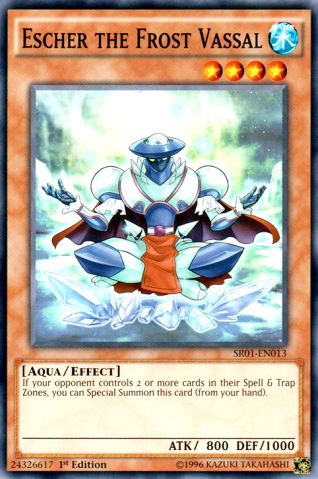 ESCHER THE FROST VASSAL
水
SR01-EN013
[AQUA/EFFECT]
If your opponent controls 2 or more cards in their Spell & Trap
Zones, you can Special Summon this card (from your hand).
ATK/ 800 DEF/1000
24326617 1st Edition ©1996 KAZUKI TAKAHASHI